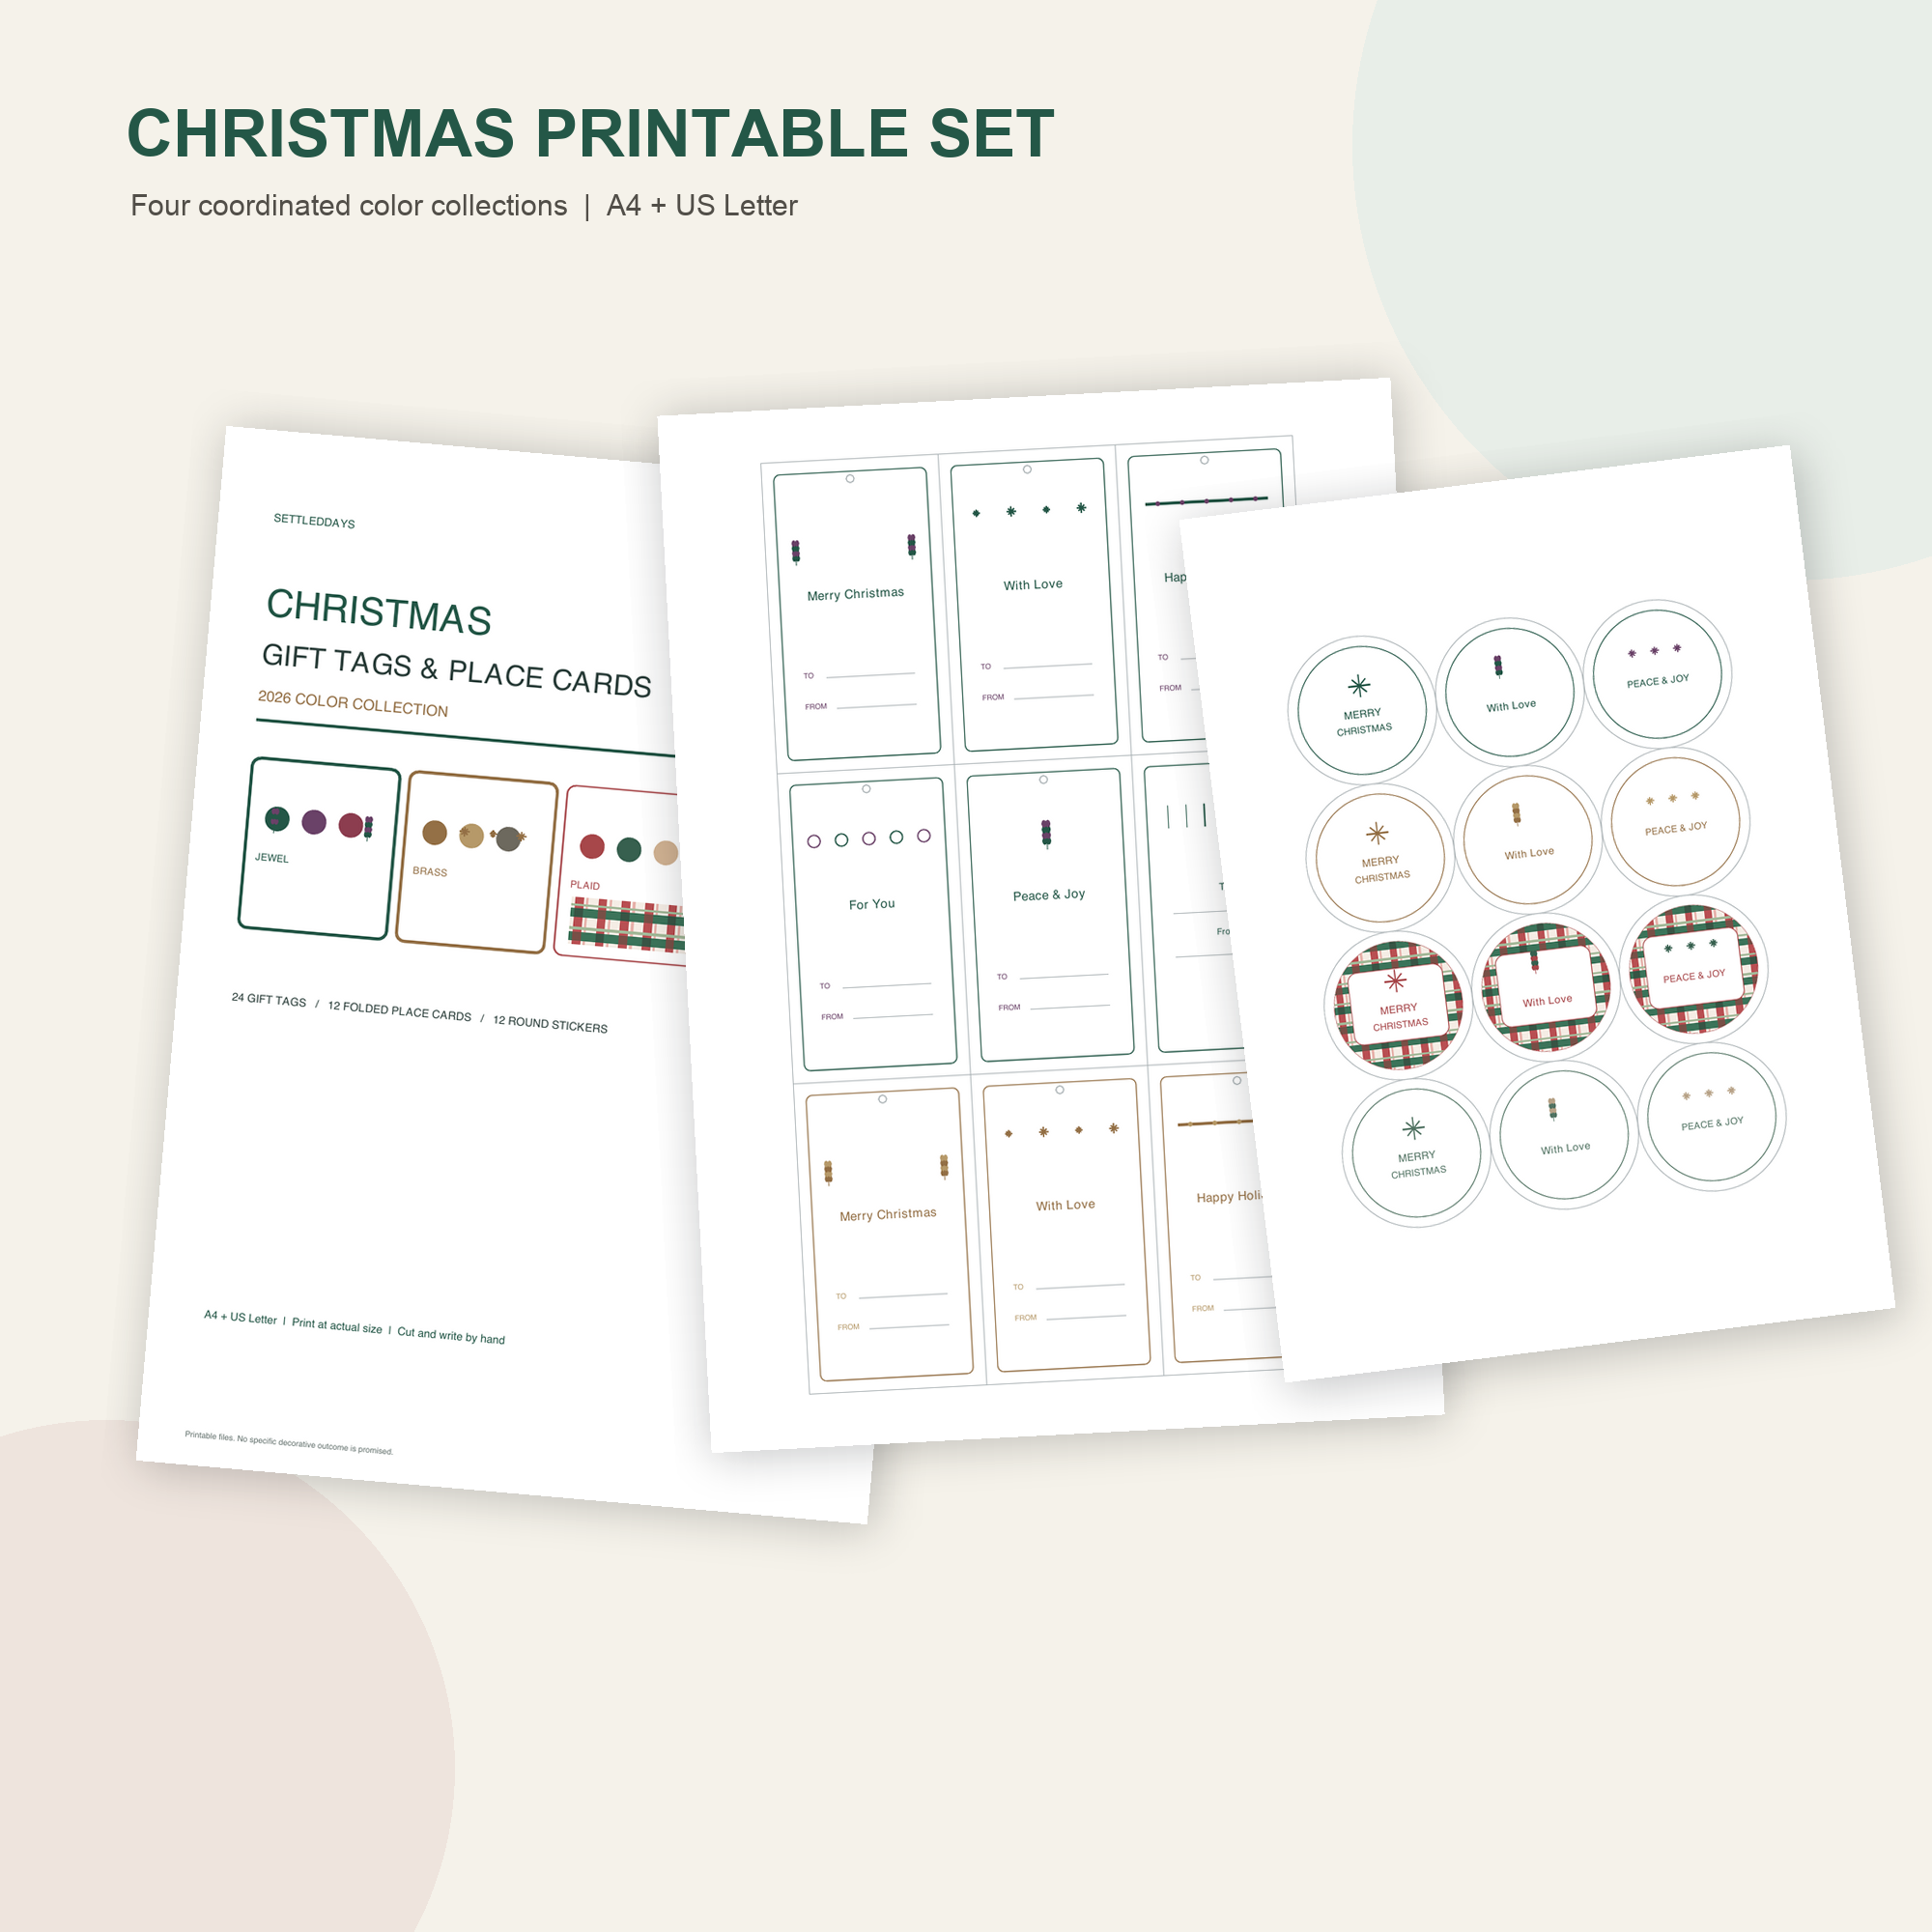 CHRISTMAS PRINTABLE SET
Four coordinated color collections | A4 + US Letter
SETTLEDDAYS
CHRISTMAS
GIFT TAGS & PLACE CARDS
2026 COLOR COLLECTION
JEWEL
BRASS
PLAID
24 GIFT TAGS / 12 FOLDED PLACE CARDS / 12 ROUND STICKERS
A4 + US Letter | Print at actual size | Cut and write by hand
Printable files. No specific decorative outcome is promised.
Merry Christmas
TO
FROM
With Love
TO
FROM
Hap
TO
FROM
For You
TO
FROM
Peace & Joy
TO
FROM
T
Fro
Merry Christmas
TO
FROM
With Love
TO
FROM
Happy Holi
TO
FROM
MERRY
CHRISTMAS
With Love
PEACE & JOY
MERRY
CHRISTMAS
With Love
PEACE & JOY
MERRY
CHRISTMAS
With Love
PEACE & JOY
MERRY
CHRISTMAS
With Love
PEACE & JOY